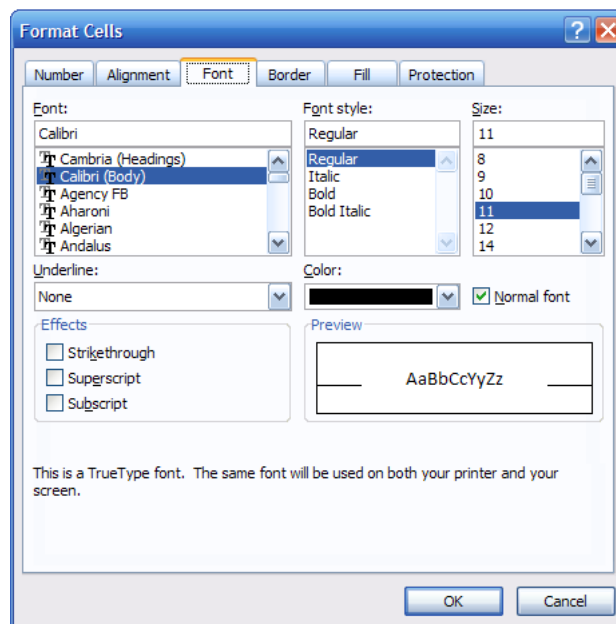 Format Cells
Number Alignment Font Border Fill Protection
Font: Font style: Size:
Calibri Regular 11
Cambria (Headings) Regular 8
Calibri (Body) Italic 9
Agency FB Bold 10
Aharoni Bold Italic 11
Algerian 12
Andalus 14
Underline: Color:
None Normal font
Effects Preview
Strikethrough
Superscript AaBbCcYyZz
Subscript
This is a TrueType font. The same font will be used on both your printer and your
screen.
OK Cancel